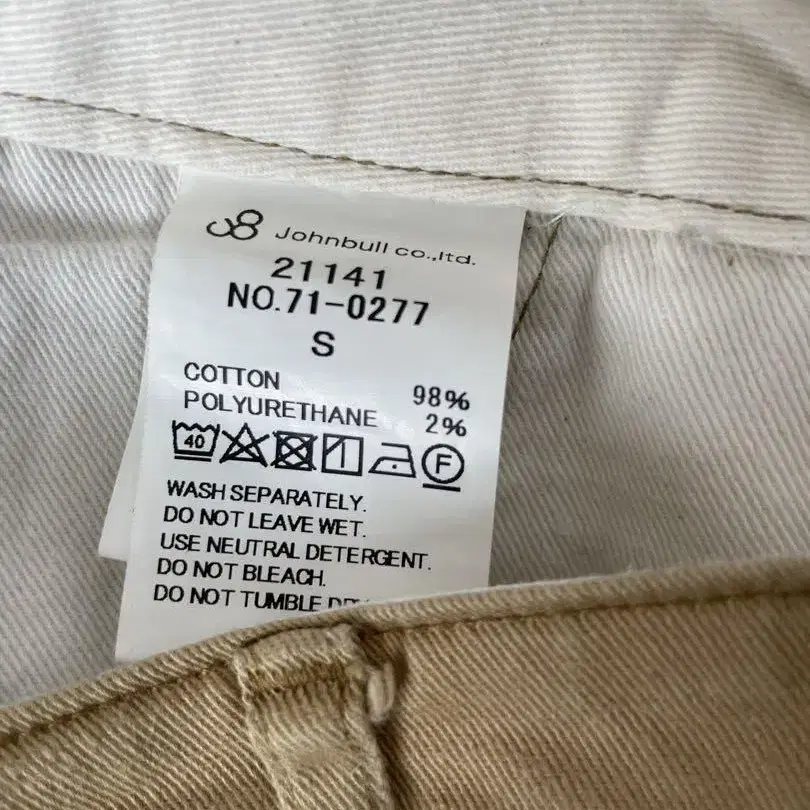 Johnbull co.,ltd.
21141
NO.71-0277
S
COTTON 98%
POLYURETHANE 2%
40 F
WASH SEPARATELY.
DO NOT LEAVE WET.
USE NEUTRAL DETERGENT.
DO NOT BLEACH.
DO NOT TUMBLE